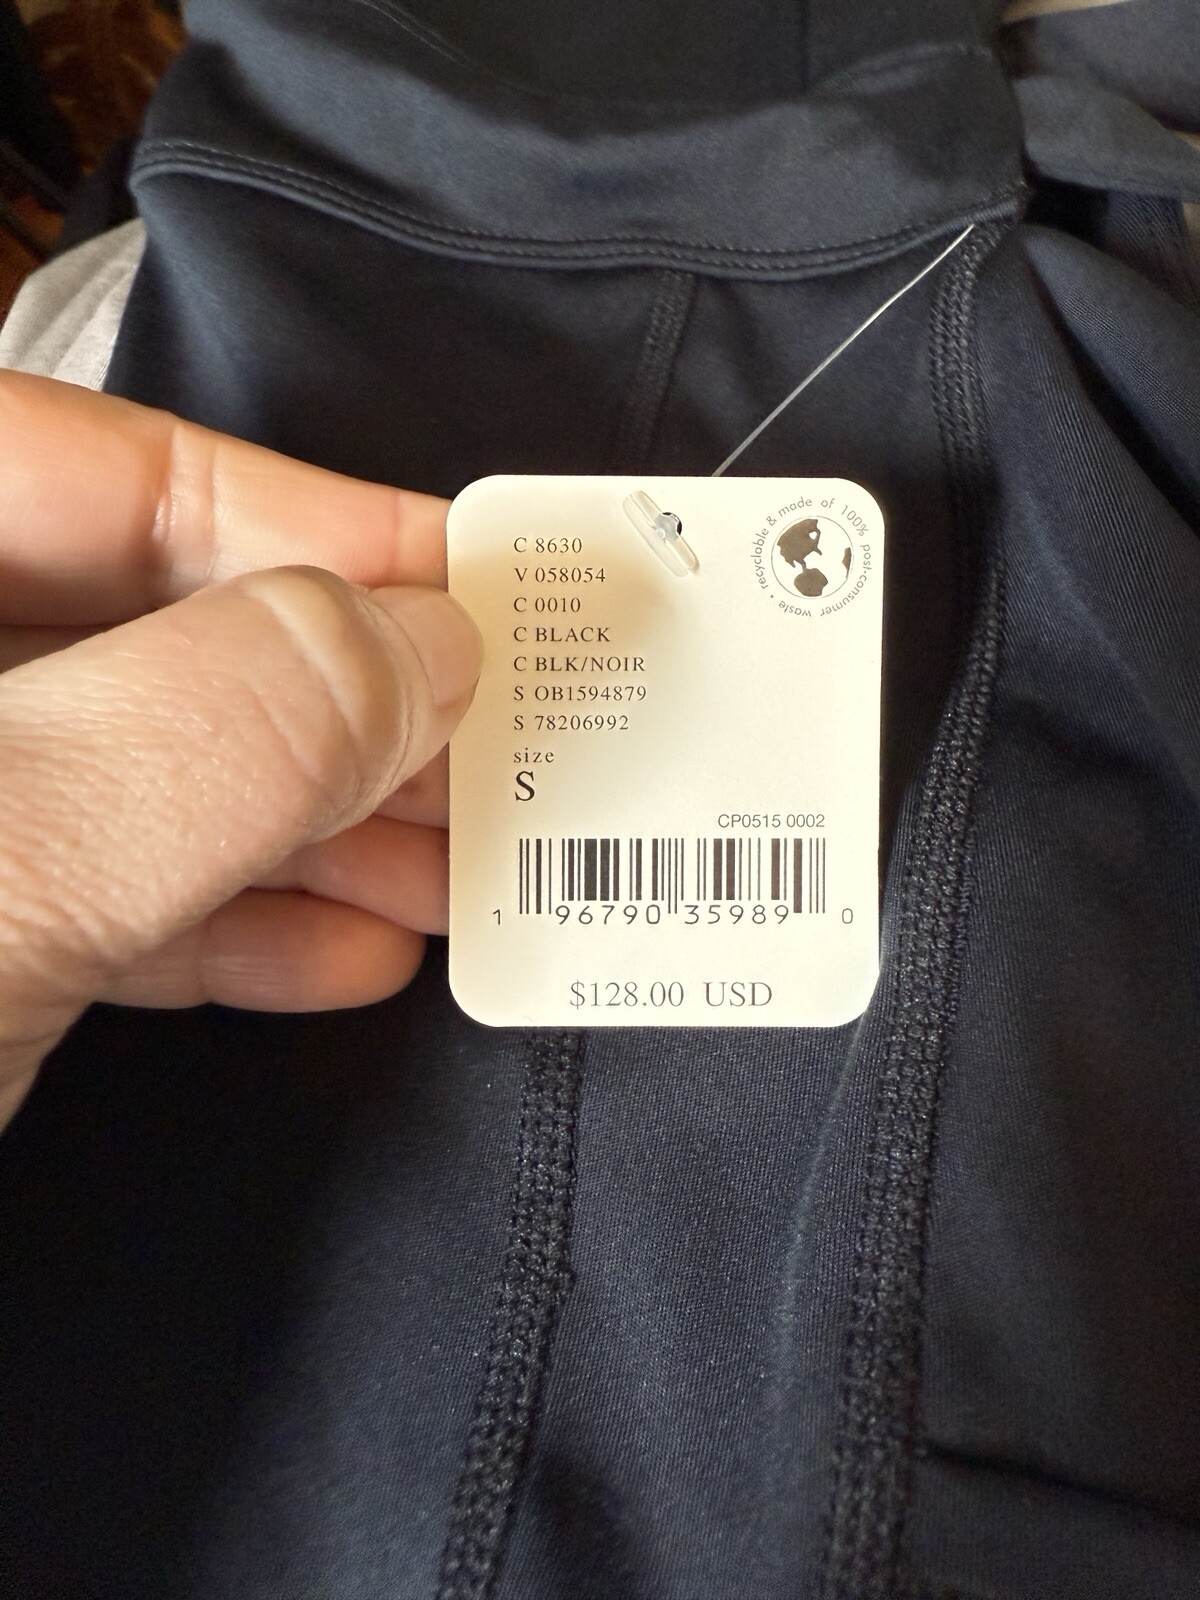 recyclable & made of 100% post-consumer waste •
C 8630
V 058054
C 0010
C BLACK
C BLK/NOIR
S OB1594879
S 78206992
size
S
CP0515 0002
1 96790 35989 0
$128.00 USD